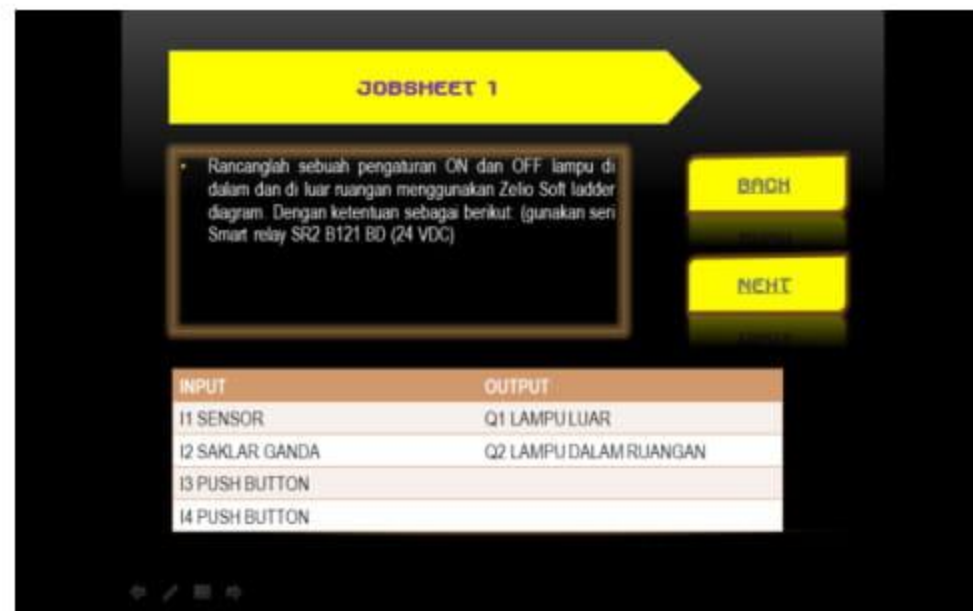 JOBSHEET 1
• Rancanglah sebuah pengaturan ON dan OFF lampu di
dalam dan di luar ruangan menggunakan Zelio Soft ladder
diagram. Dengan ketentuan sebagai berikut: (gunakan seri
Smart relay SR2 B121 BD (24 VDC)
BACK
NEXT
INPUT OUTPUT
I1 SENSOR Q1 LAMPU LUAR
I2 SAKLAR GANDA Q2 LAMPU DALAM RUANGAN
I3 PUSH BUTTON
I4 PUSH BUTTON